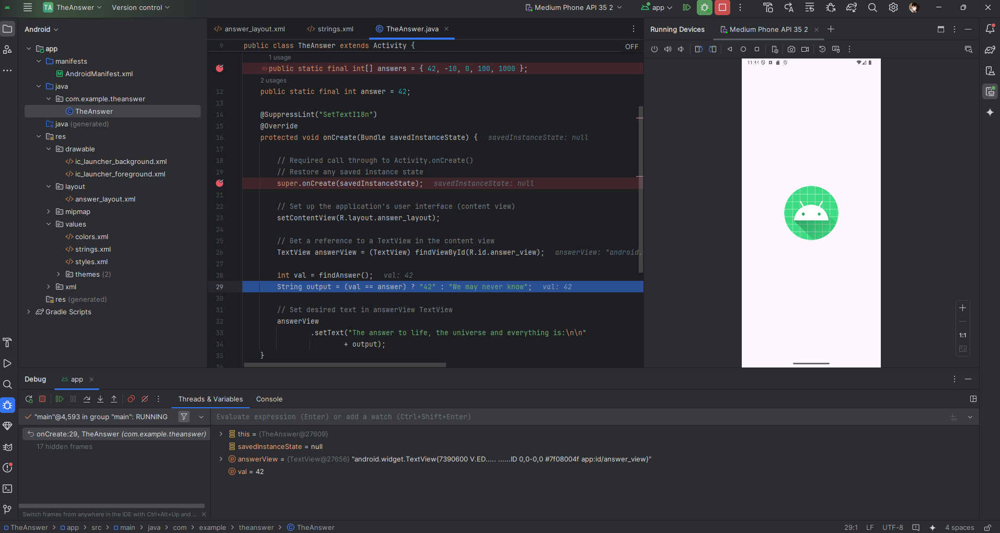 TA TheAnswer Version control Medium Phone API 35 2 app
Android
app
manifests
AndroidManifest.xml
java
com.example.theanswer
TheAnswer
java (generated)
res
drawable
ic_launcher_background.xml
ic_launcher_foreground.xml
layout
answer_layout.xml
mipmap
values
colors.xml
strings.xml
styles.xml
themes (2)
xml
res (generated)
Gradle Scripts
answer_layout.xml strings.xml TheAnswer.java
9 public class TheAnswer extends Activity { OFF
1 usage
public static final int[] answers = { 42, -10, 0, 100, 1000 };
2 usages
12 public static final int answer = 42;
13
14 @SuppressLint("SetTextI18n")
15 @Override
16 protected void onCreate(Bundle savedInstanceState) { savedInstanceState: null
17
18 // Required call through to Activity.onCreate()
19 // Restore any saved instance state
super.onCreate(savedInstanceState); savedInstanceState: null
21
22 // Set up the application's user interface (content view)
23 setContentView(R.layout.answer_layout);
24
25 // Get a reference to a TextView in the content view
26 TextView answerView = (TextView) findViewById(R.id.answer_view); answerView: "android.
27
28 int val = findAnswer(); val: 42
29 String output = (val == answer) ? "42" : "We may never know"; val: 42
30
31 // Set desired text in answerView TextView
32 answerView
33 .setText("The answer to life, the universe and everything is:\n\n"
34 + output);
35 }
36
Running Devices Medium Phone API 35 2
11:44
1:1
Debug app
Threads & Variables Console
"main"@4,593 in group "main": RUNNING
onCreate:29, TheAnswer (com.example.theanswer)
17 hidden frames
Switch frames from anywhere in the IDE with Ctrl+Alt+Up and ...
Evaluate expression (Enter) or add a watch (Ctrl+Shift+Enter)
this = {TheAnswer@27609}
savedInstanceState = null
answerView = {TextView@27656} "android.widget.TextView{7390600 V.ED..... ......ID 0,0-0,0 #7f08004f app:id/answer_view}"
val = 42
TheAnswer > app > src > main > java > com > example > theanswer > TheAnswer 29:1 LF UTF-8 4 spaces